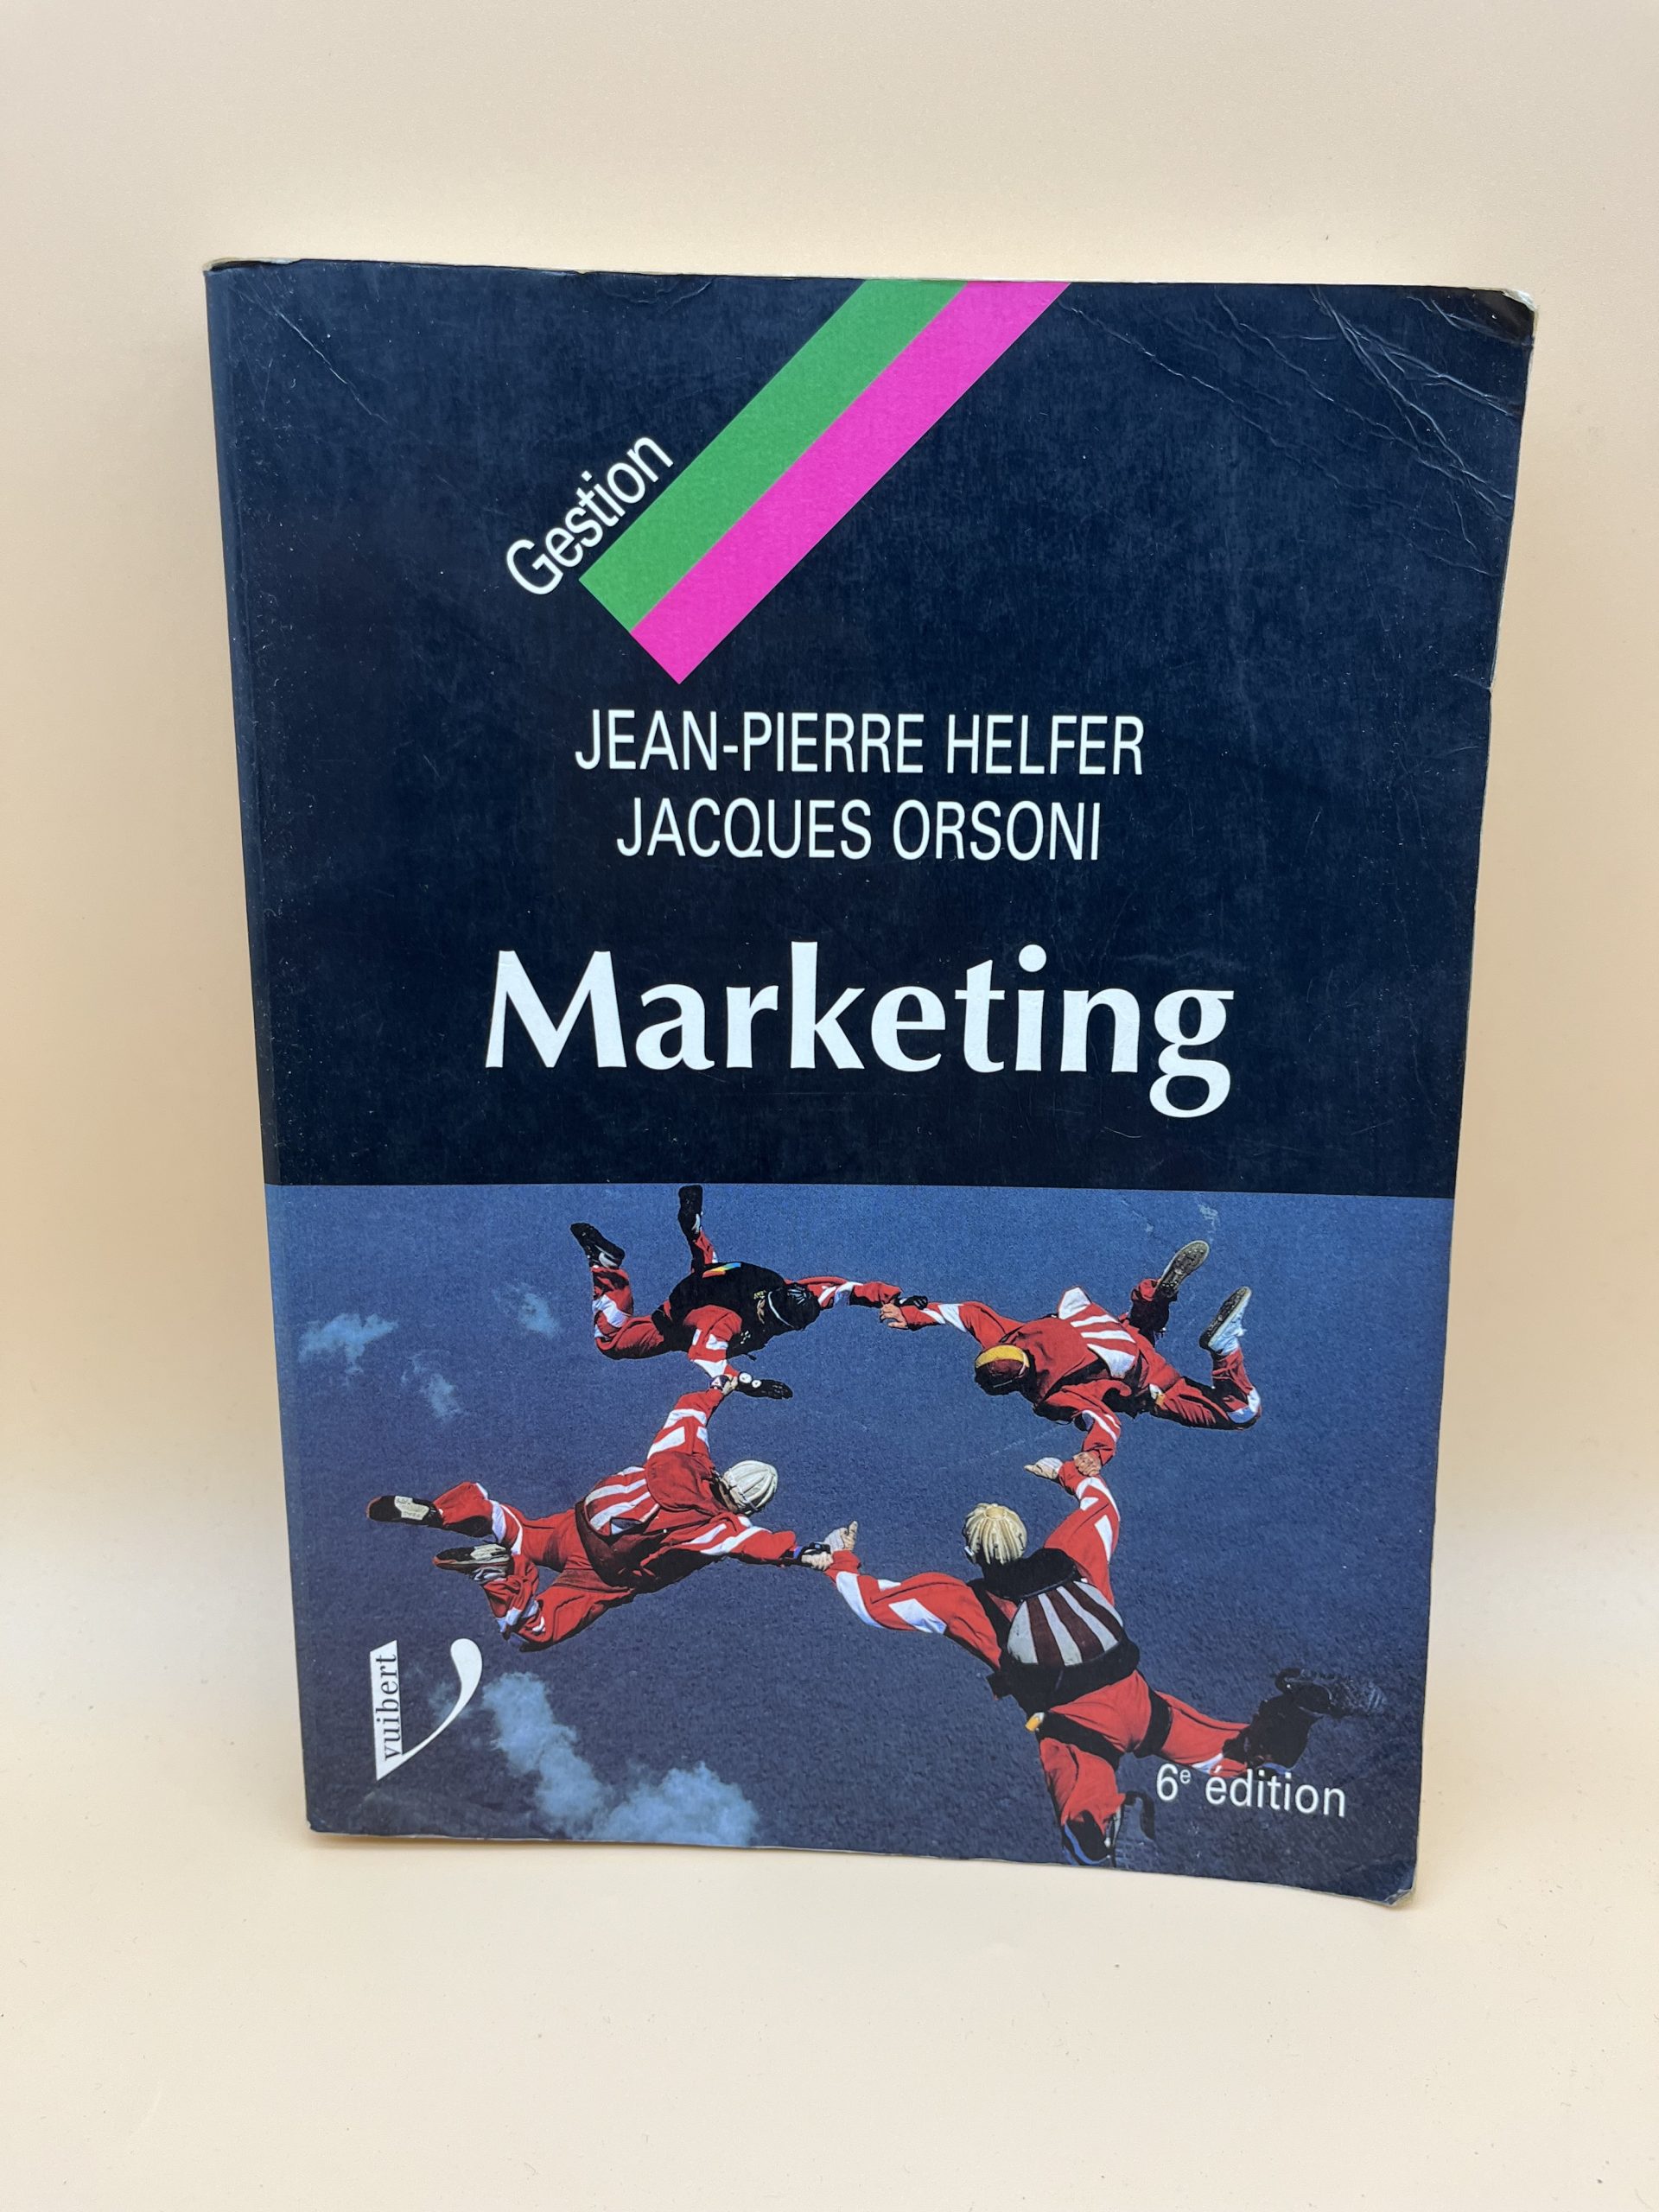 Gestion
JEAN-PIERRE HELFER
JACQUES ORSONI
Marketing
vuibert
6e édition